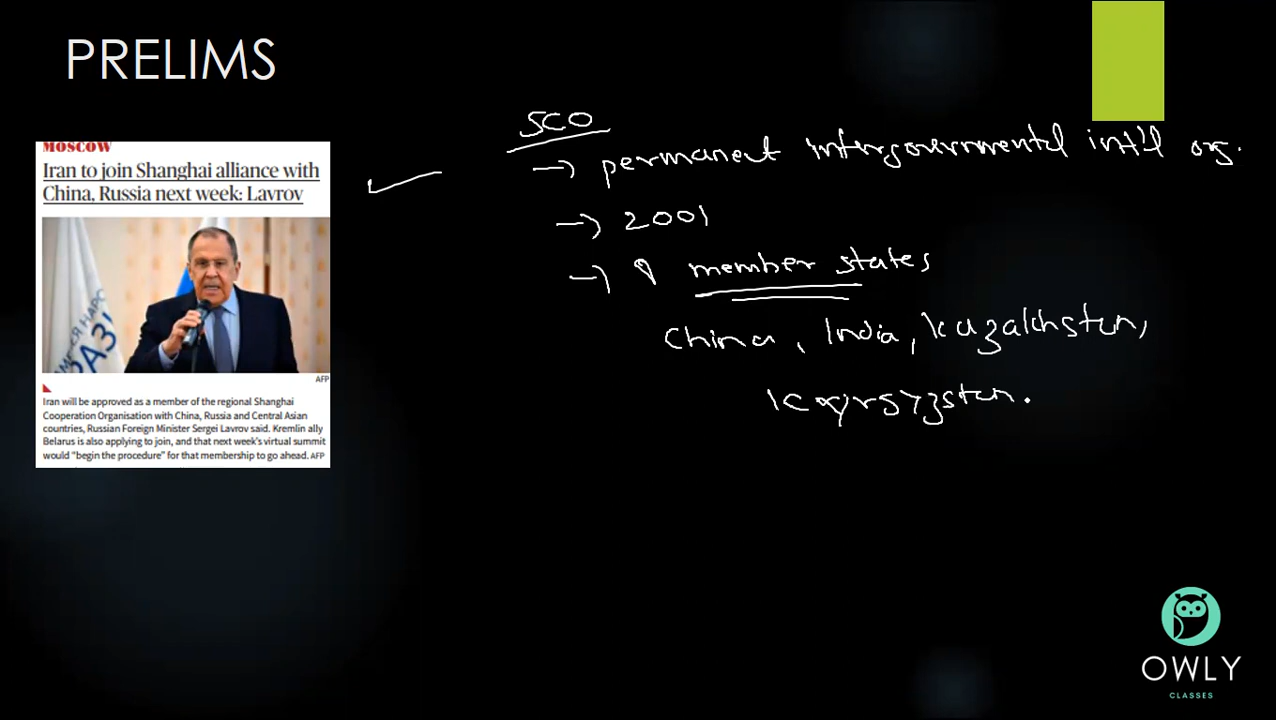 PRELIMS
MOSCOW
Iran to join Shanghai alliance with
China, Russia next week: Lavrov
AFP
Iran will be approved as a member of the regional Shanghai
Cooperation Organisation with China, Russia and Central Asian
countries, Russian Foreign Minister Sergei Lavrov said. Kremlin ally
Belarus is also applying to join, and that next week's virtual summit
would "begin the procedure" for that membership to go ahead. AFP
SCO
→ permanent intergovernmental int'l org.
→ 2001
→ 8 member states
China, India, Kazakhstan,
Kyrgyzstan.
OWLY
CLASSES